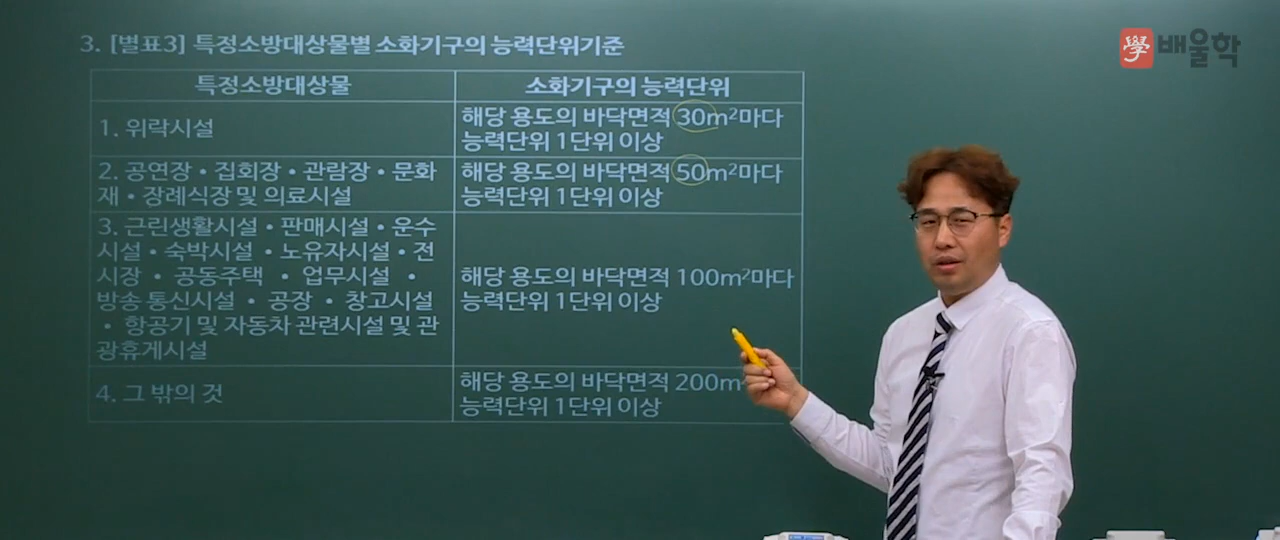 3. [별표3] 특정소방대상물별 소화기구의 능력단위기준
學 배울학
특정소방대상물
소화기구의 능력단위
1. 위락시설
해당 용도의 바닥면적 30m²마다
능력단위 1단위 이상
2. 공연장 • 집회장 • 관람장 • 문화
재 • 장례식장 및 의료시설
해당 용도의 바닥면적 50m²마다
능력단위 1단위 이상
3. 근린생활시설 • 판매시설 • 운수
시설 • 숙박시설 • 노유자시설 • 전
시장 • 공동주택 • 업무시설 •
방송 통신시설 • 공장 • 창고시설
• 항공기 및 자동차 관련시설 및 관
광휴게시설
해당 용도의 바닥면적 100m²마다
능력단위 1단위 이상
4. 그 밖의 것
해당 용도의 바닥면적 200m
능력단위 1단위 이상